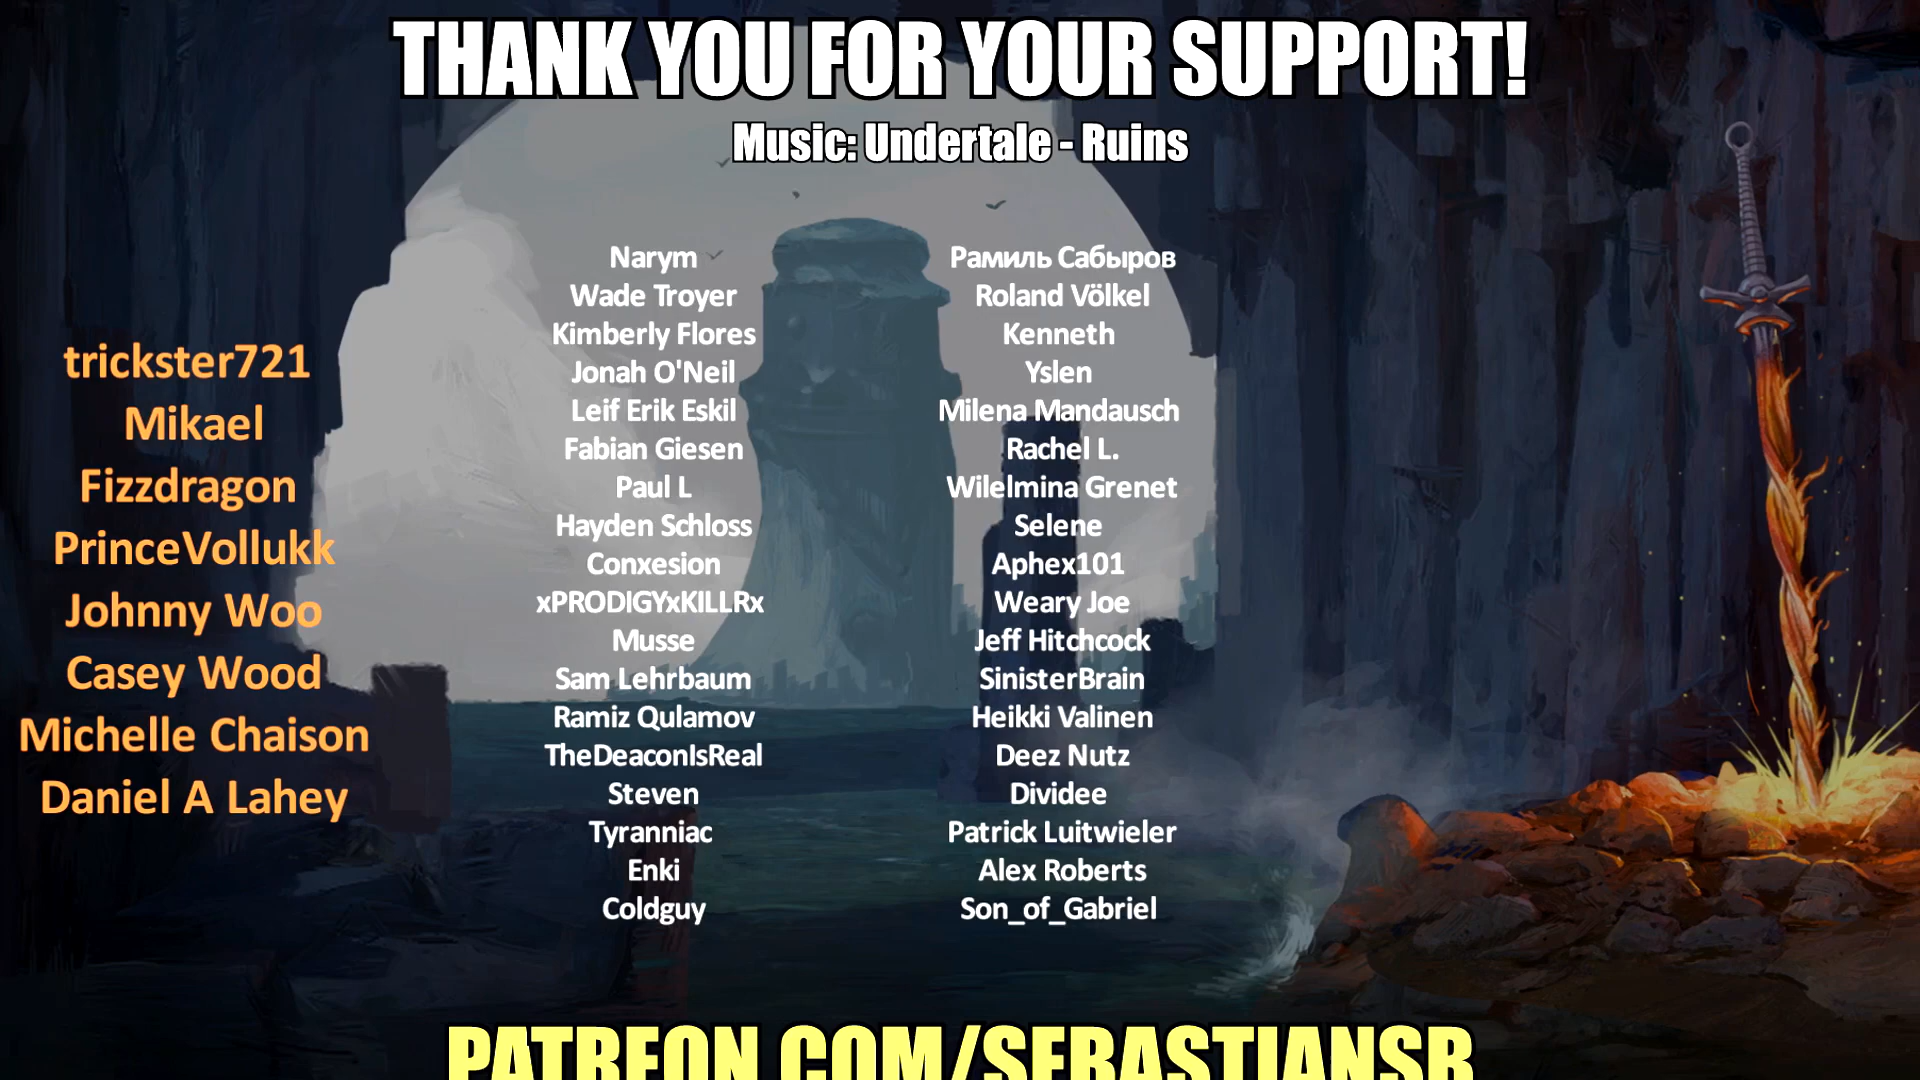 THANK YOU FOR YOUR SUPPORT!
Music: Undertale - Ruins
trickster721
Mikael
Fizzdragon
PrinceVollukk
Johnny Woo
Casey Wood
Michelle Chaison
Daniel A Lahey
Narym
Wade Troyer
Kimberly Flores
Jonah O'Neil
Leif Erik Eskil
Fabian Giesen
Paul L
Hayden Schloss
Conxesion
xPRODIGYxKILLRx
Musse
Sam Lehrbaum
Ramiz Qulamov
TheDeaconIsReal
Steven
Tyranniac
Enki
Coldguy
Рамиль Сабыров
Roland Völkel
Kenneth
Yslen
Milena Mandausch
Rachel L.
Wilelmina Grenet
Selene
Aphex101
Weary Joe
Jeff Hitchcock
SinisterBrain
Heikki Valinen
Deez Nutz
Dividee
Patrick Luitwieler
Alex Roberts
Son_of_Gabriel
PATREON.COM/SEBASTIANSB